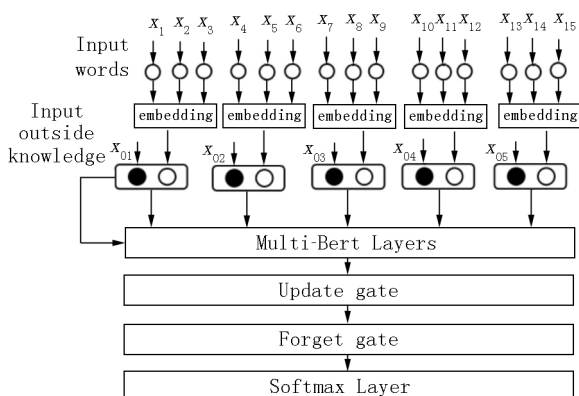 x1 x2 x3 x4 x5 x6 x7 x8 x9 x10 x11 x12 x13 x14 x15
Input
words
embedding embedding embedding embedding embedding
Input
outside
knowledge
x01 x02 x03 x04 x05
Multi-Bert Layers
Update gate
Forget gate
Softmax Layer